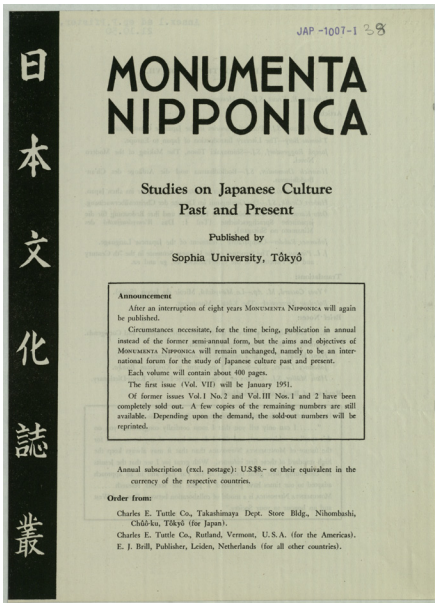 JAP-1007-1 38
日本文化誌叢
MONUMENTA
NIPPONICA
Studies on Japanese Culture
Past and Present
Published by
Sophia University, Tôkyô
Announcement
After an interruption of eight years MONUMENTA NIPPONICA will again
be published.
Circumstances necessitate, for the time being, publication in annual
instead of the former semi-annual form, but the aims and objectives of
MONUMENTA NIPPONICA will remain unchanged, namely to be an inter-
national forum for the study of Japanese culture past and present.
Each volume will contain about 400 pages.
The first issue (Vol. VII) will be January 1951.
Of former issues Vol. I No. 2 and Vol. III Nos. 1 and 2 have been
completely sold out. A few copies of the remaining numbers are still
available. Depending upon the demand, the sold-out numbers will be
reprinted.
Annual subscription (excl. postage): U.S.$8.– or their equivalent in the
currency of the respective countries.
Order from:
Charles E. Tuttle Co., Takashimaya Dept. Store Bldg., Nihombashi,
Chûô-ku, Tôkyô (for Japan).
Charles E. Tuttle Co., Rutland, Vermont, U.S.A. (for the Americas).
E. J. Brill, Publisher, Leiden, Netherlands (for all other countries).